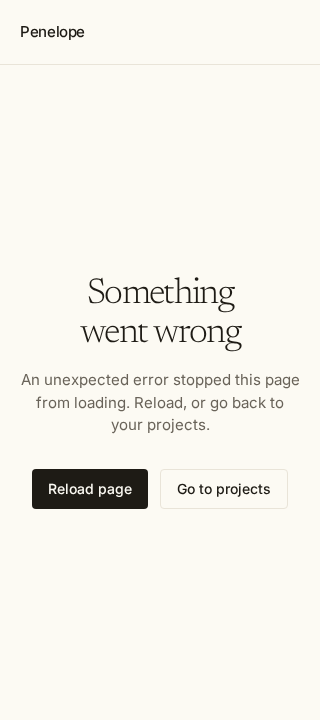 Penelope
Something
went wrong
An unexpected error stopped this page
from loading. Reload, or go back to
your projects.
Reload page
Go to projects